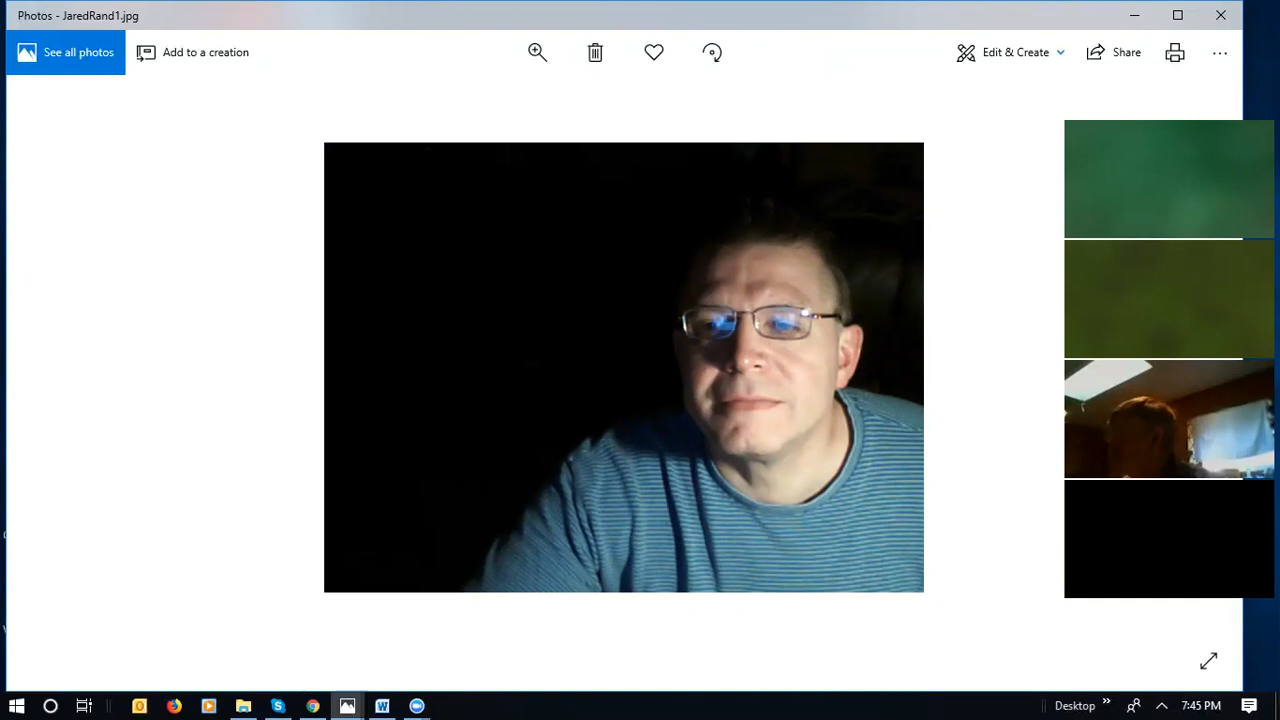 Photos - JaredRand1.jpg
See all photos
Add to a creation
Edit & Create
Share
Desktop
7:45 PM